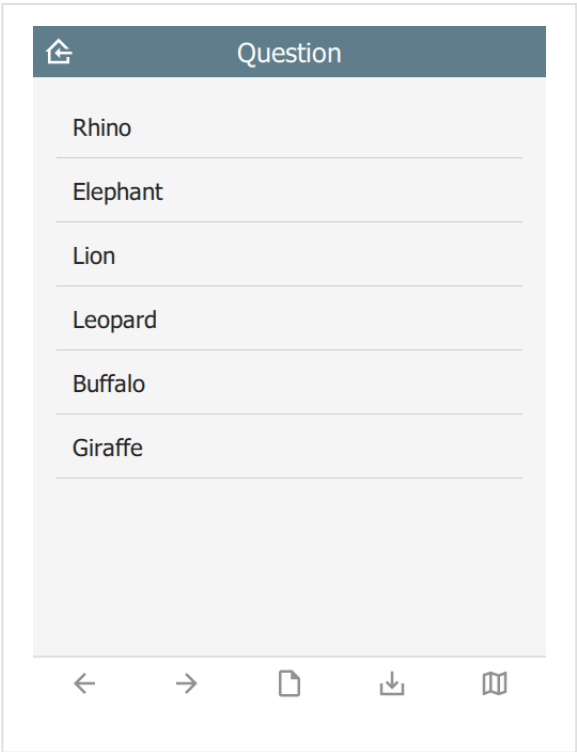 Question
Rhino
Elephant
Lion
Leopard
Buffalo
Giraffe